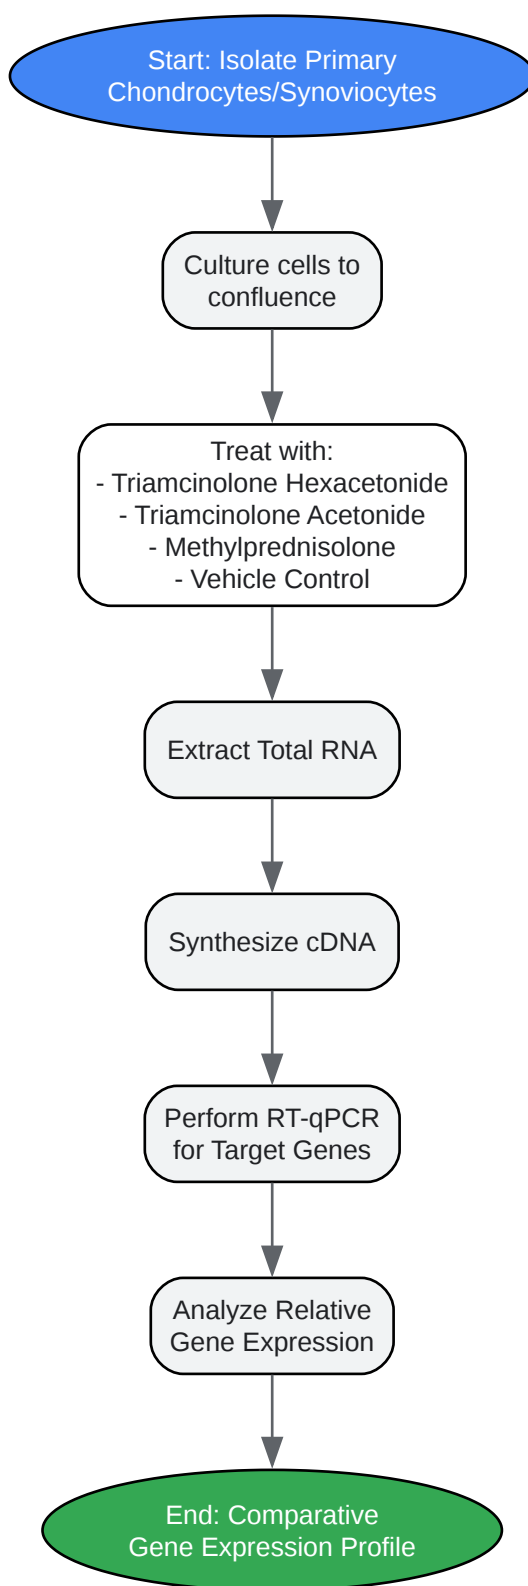 Start: Isolate Primary
Chondrocytes/Synoviocytes
Culture cells to
confluence
Treat with:
- Triamcinolone Hexacetonide
- Triamcinolone Acetonide
- Methylprednisolone
- Vehicle Control
Extract Total RNA
Synthesize cDNA
Perform RT-qPCR
for Target Genes
Analyze Relative
Gene Expression
End: Comparative
Gene Expression Profile